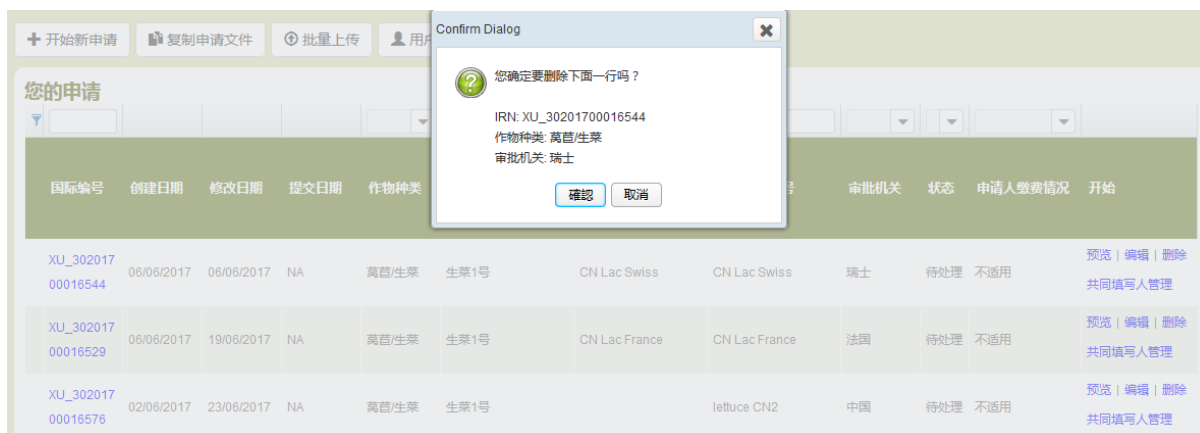 开始新申请 复制申请文件 批量上传 用户
Confirm Dialog
您确定要删除下面一行吗？
IRN: XU_30201700016544
作物种类: 莴苣/生菜
审批机关: 瑞士
確認 取消
您的申请
国际编号 创建日期 修改日期 提交日期 作物种类 审批机关 状态 申请人缴费情况 开始
XU_302017
00016544
06/06/2017 06/06/2017 NA 莴苣/生菜 生菜1号 CN Lac Swiss CN Lac Swiss 瑞士 待处理 不适用
预览 | 编辑 | 删除
共同填写人管理
XU_302017
00016529
06/06/2017 19/06/2017 NA 莴苣/生菜 生菜1号 CN Lac France CN Lac France 法国 待处理 不适用
预览 | 编辑 | 删除
共同填写人管理
XU_302017
00016576
02/06/2017 23/06/2017 NA 莴苣/生菜 生菜1号 lettuce CN2 中国 待处理 不适用
预览 | 编辑 | 删除
共同填写人管理